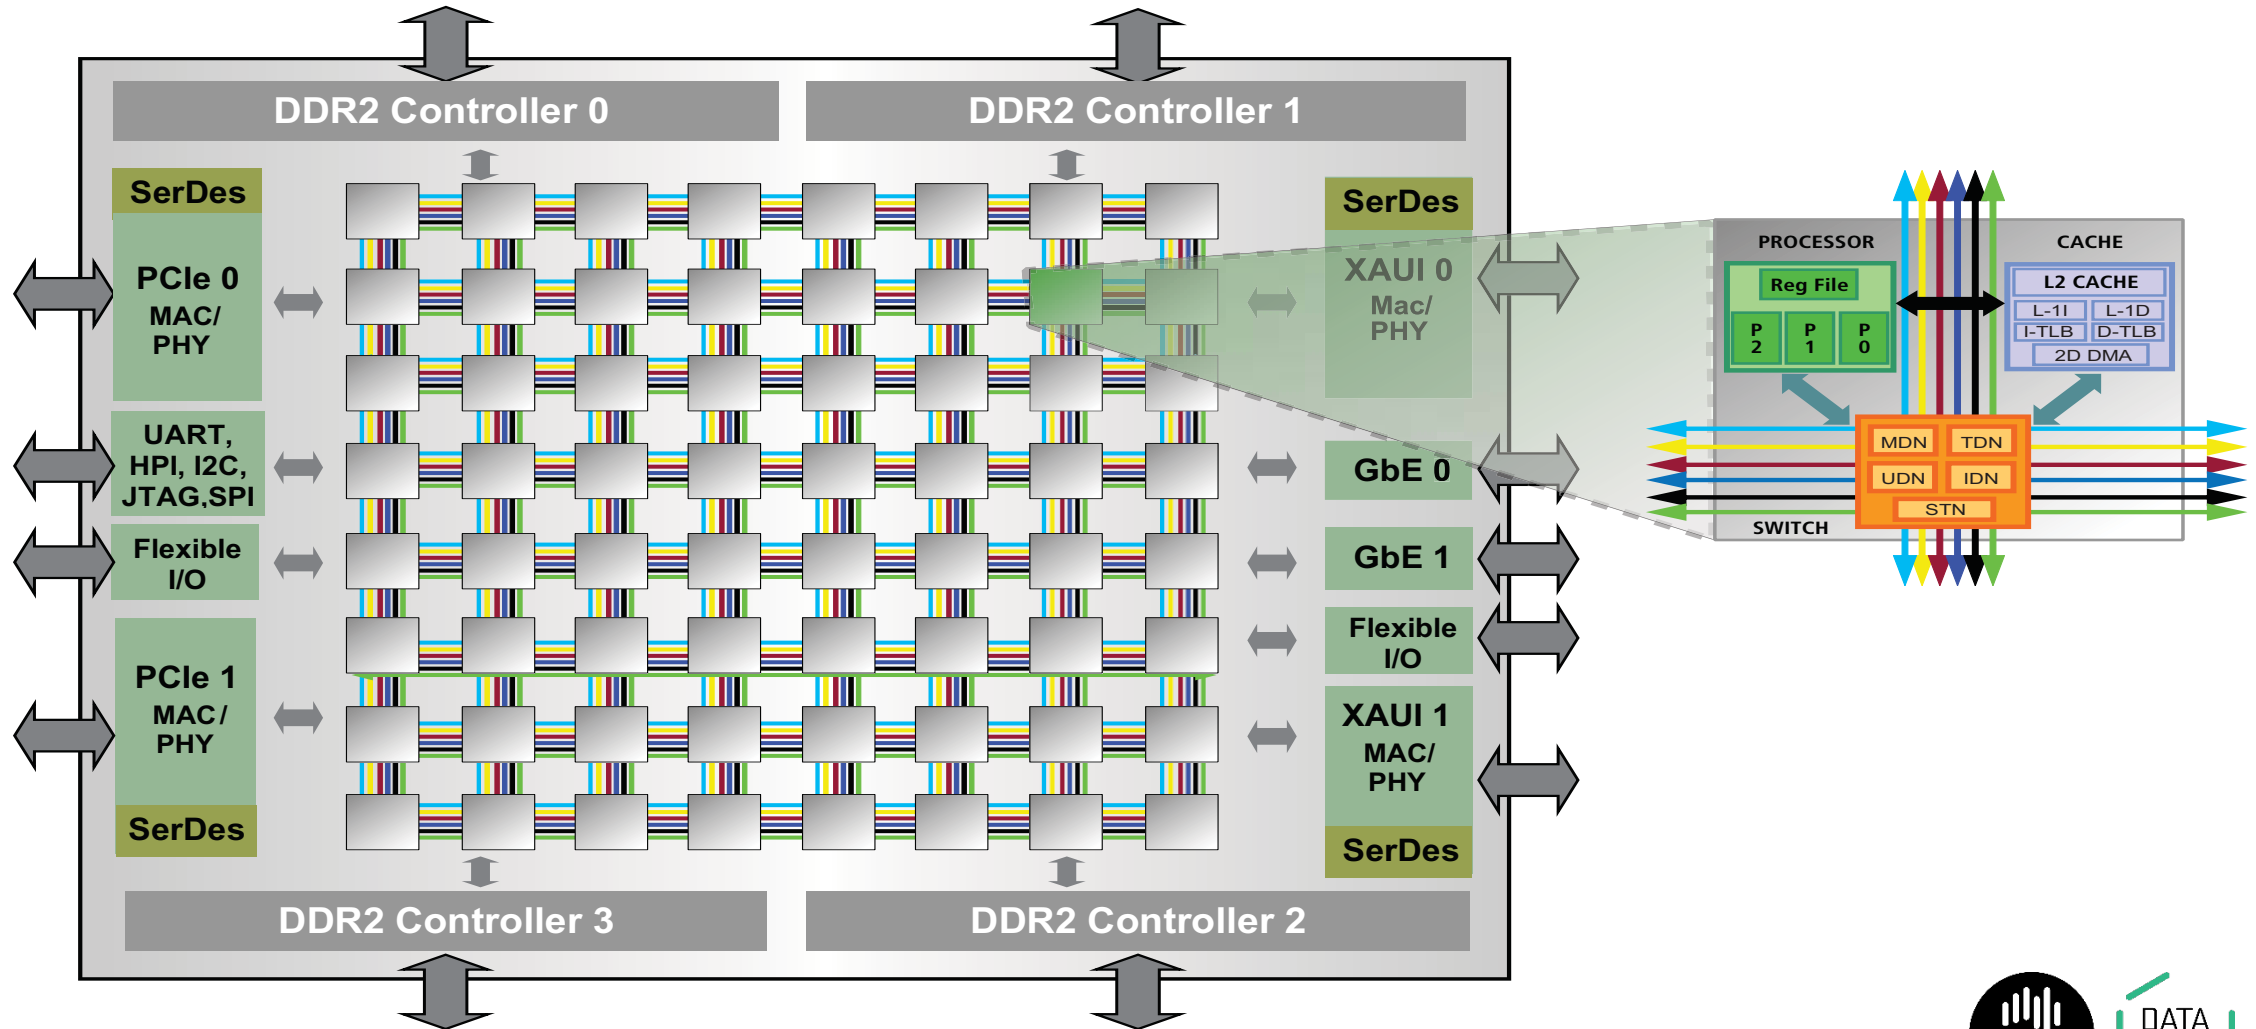 DDR2 Controller 0
DDR2 Controller 1
SerDes
PCIe 0
MAC/
PHY
UART,
HPI, I2C,
JTAG,SPI
Flexible
I/O
PCIe 1
MAC/
PHY
SerDes
SerDes
XAUI 0
Mac/
PHY
GbE 0
GbE 1
Flexible
I/O
XAUI 1
MAC/
PHY
SerDes
DDR2 Controller 3
DDR2 Controller 2
PROCESSOR
CACHE
Reg File
P
2
P
1
P
0
L2 CACHE
L-1I
L-1D
I-TLB
D-TLB
2D DMA
MDN
TDN
UDN
IDN
STN
SWITCH
DATA